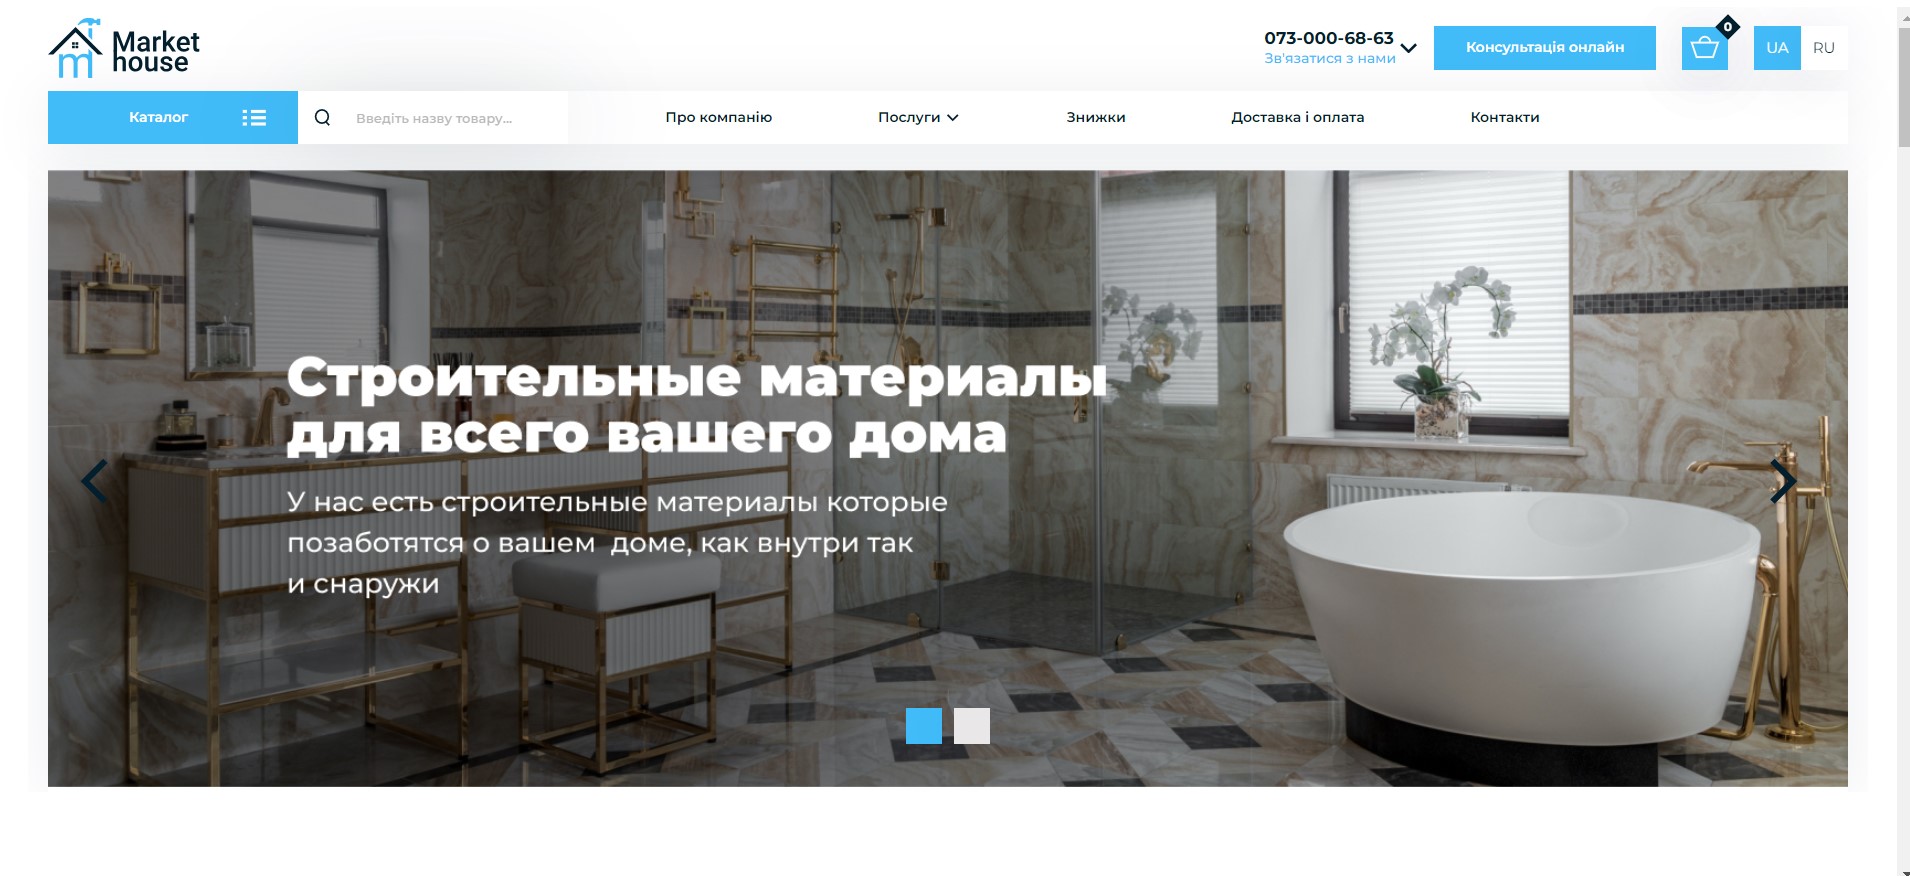 Market
house
073-000-68-63
Зв'язатися з нами
Консультація онлайн
0
UA
RU
Каталог
Введіть назву товару...
Про компанію
Послуги
Знижки
Доставка і оплата
Контакти
Строительные материалы
для всего вашего дома
У нас есть строительные материалы которые
позаботятся о вашем  доме, как внутри так
и снаружи